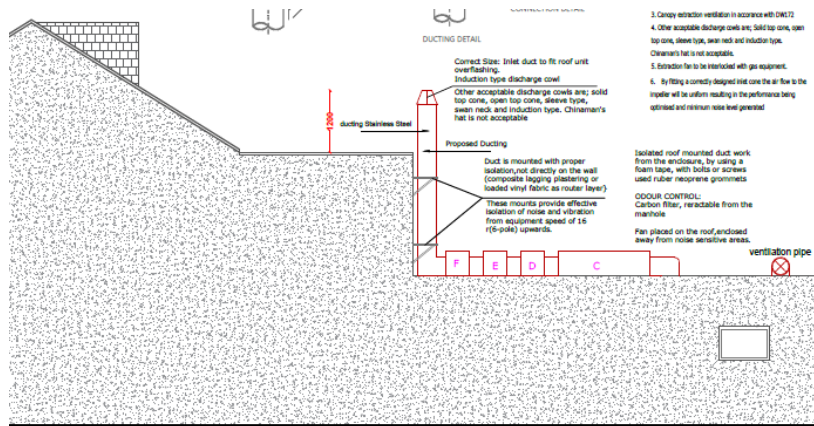 CONNECTION DETAIL
DUCTING DETAIL
3. Canopy extraction ventilation in accorance with DW172
4. Other acceptable discharge cowls are; Solid top cone, open
top cone, sleeve type, swan neck and induction type.
Chinaman's hat is not acceptable.
5. Extraction fan to be interlocked with gas equipment.
6. By fitting a correctly designed inlet cone the air flow to the
impeller will be uniform resulting in the performance being
optimised and minimum noise level generated
Correct Size: Inlet duct to fit roof unit
overflashing.
Induction type discharge cowl
Other acceptable discharge cowls are; solid
top cone, open top cone, sleeve type,
swan neck and induction type. Chinaman's
hat is not acceptable
1200
ducting Stainless Steel
Proposed Ducting
Duct is mounted with proper
isolation,not directly on the wall
(composite lagging plastering or
loaded vinyl fabric as router layer)
These mounts provide effective
isolation of noise and vibration
from equipment speed of 16
r(6-pole) upwards.
Isolated roof mounted duct work
from the enclosure, by using a
foam tape, with bolts or screws
used ruber neoprene grommets
ODOUR CONTROL:
Carbon filter, reractable from the
manhole
Fan placed on the roof,enclosed
away from noise sensitive areas.
ventilation pipe
F E D C